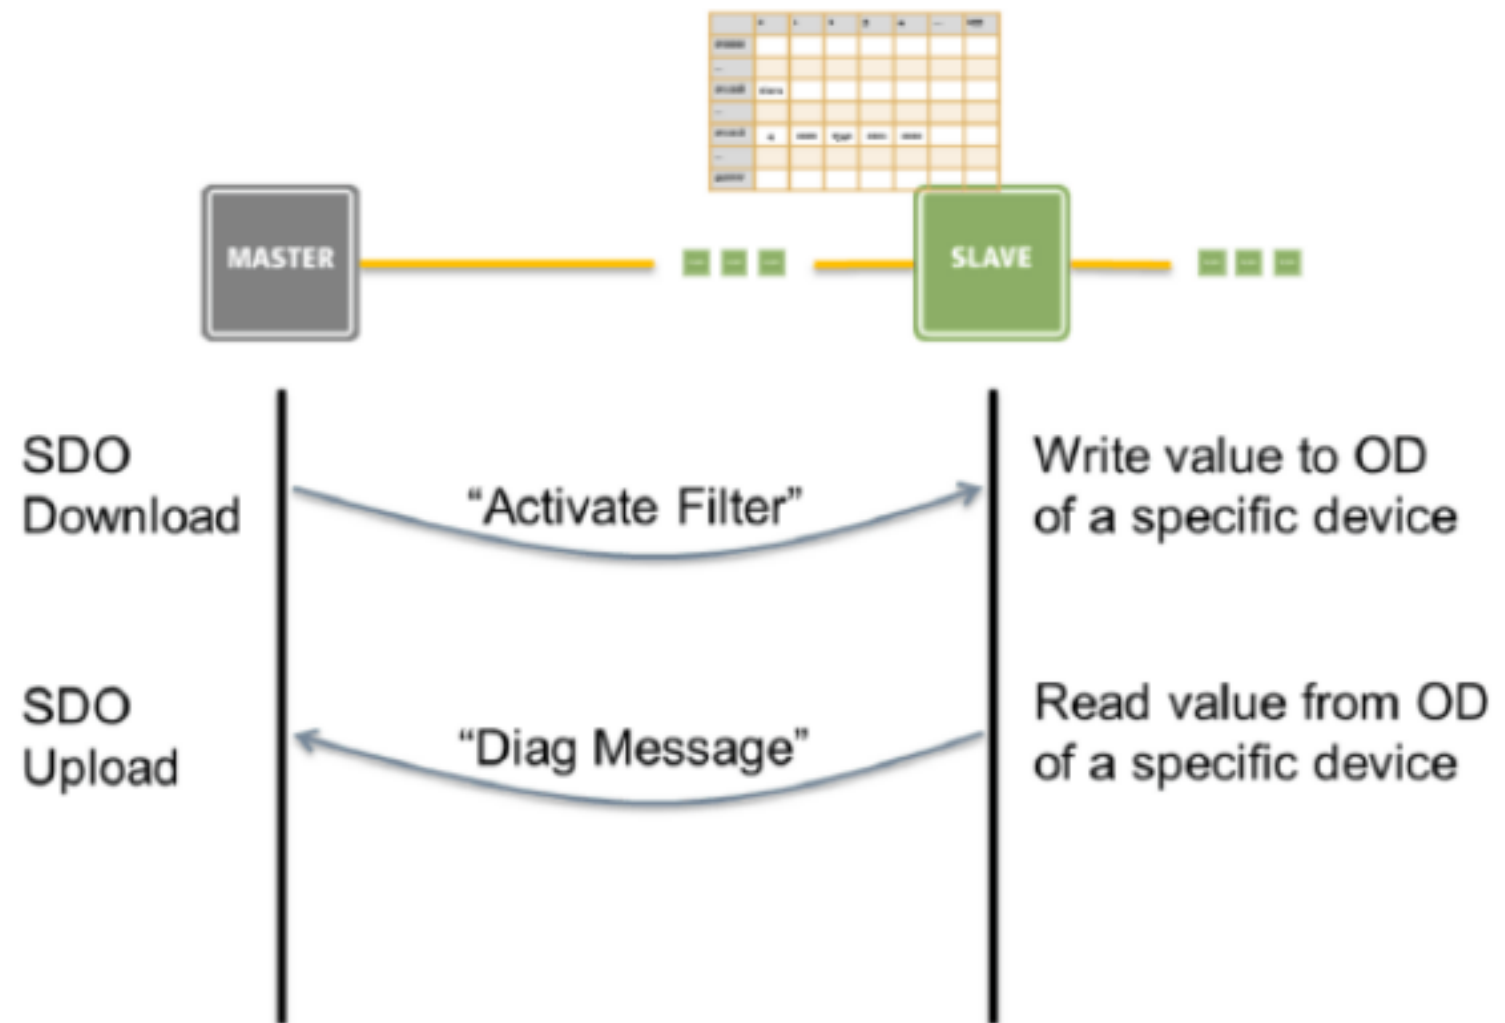 MASTER
SLAVE
SDO
Download
“Activate Filter”
Write value to OD
of a specific device
SDO
Upload
“Diag Message”
Read value from OD
of a specific device